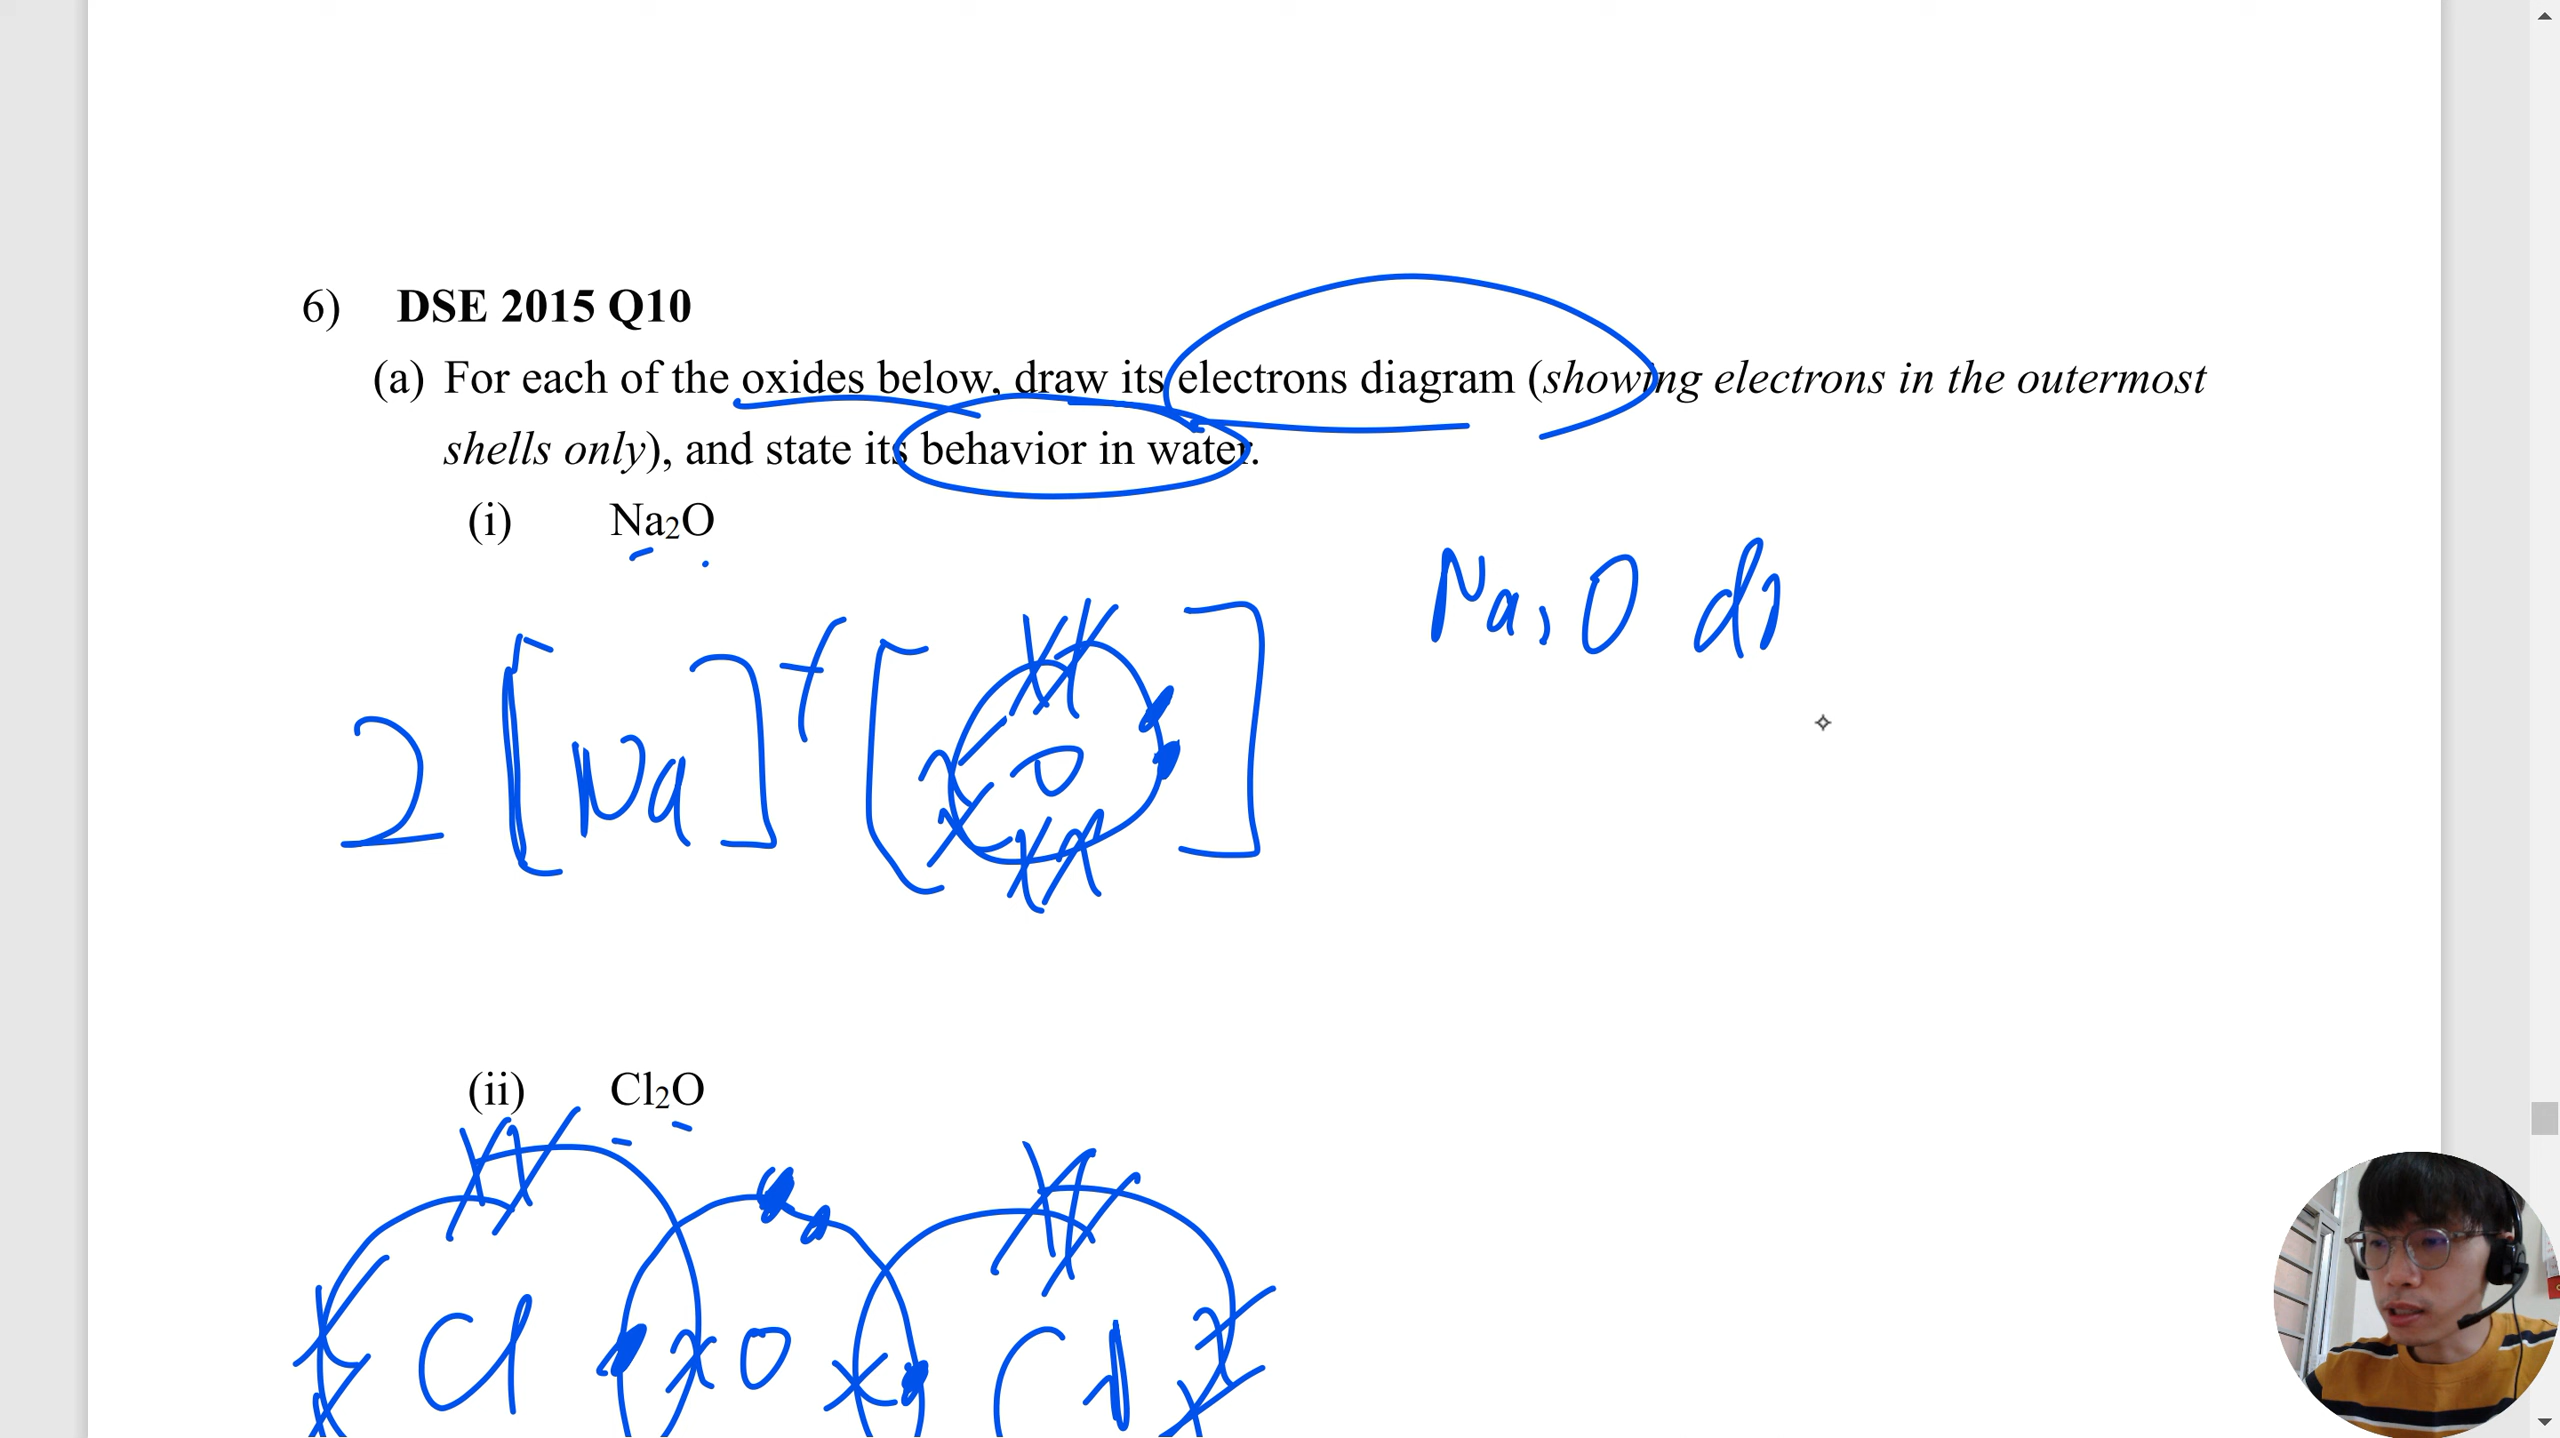 6) DSE 2015 Q10
(a) For each of the oxides below, draw its electrons diagram (showing electrons in the outermost
shells only), and state its behavior in water.
(i) Na₂O
Na₂O
2 [Na]⁺ [O]
(ii) Cl₂O
Cl O Cl